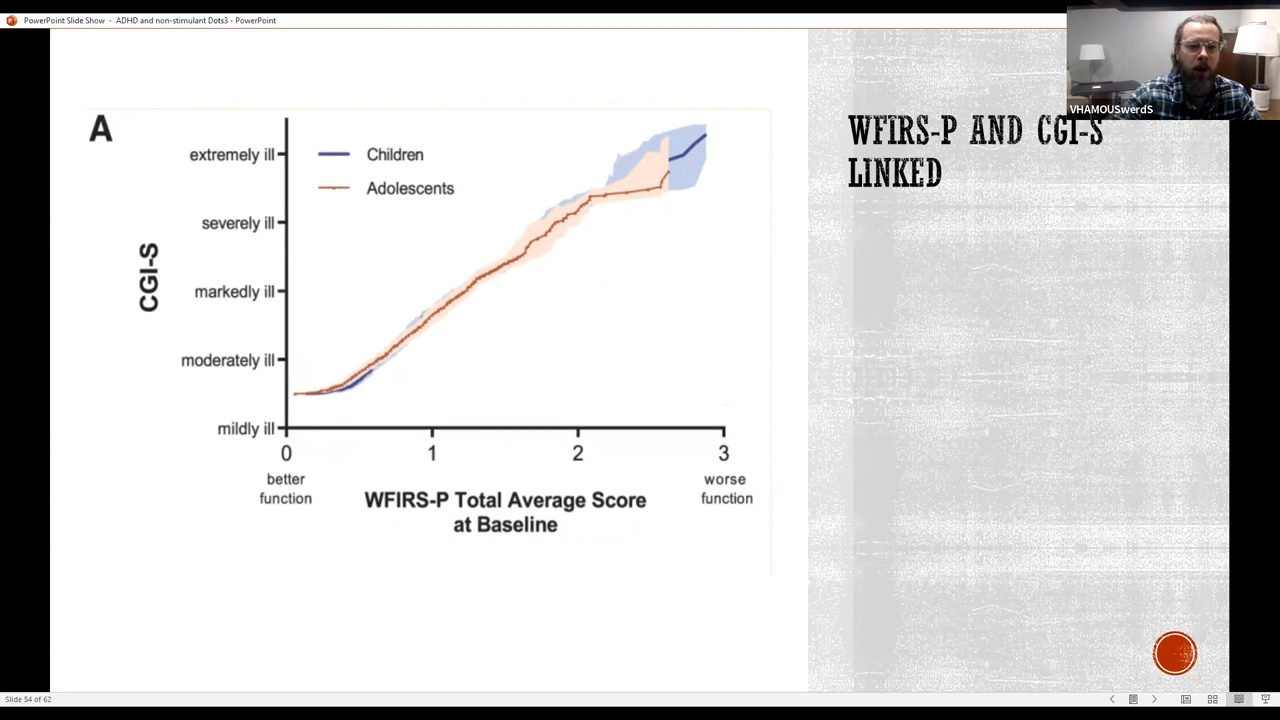 PowerPoint Slide Show - ADHD and non-stimulant Dots3 - PowerPoint
VHAMOUSwerdS
A
extremely ill
severely ill
markedly ill
moderately ill
mildly ill
CGI-S
Children
Adolescents
0 1 2 3
better function
worse function
WFIRS-P Total Average Score
at Baseline
WFIRS-P AND CGI-S
LINKED
Slide 54 of 62